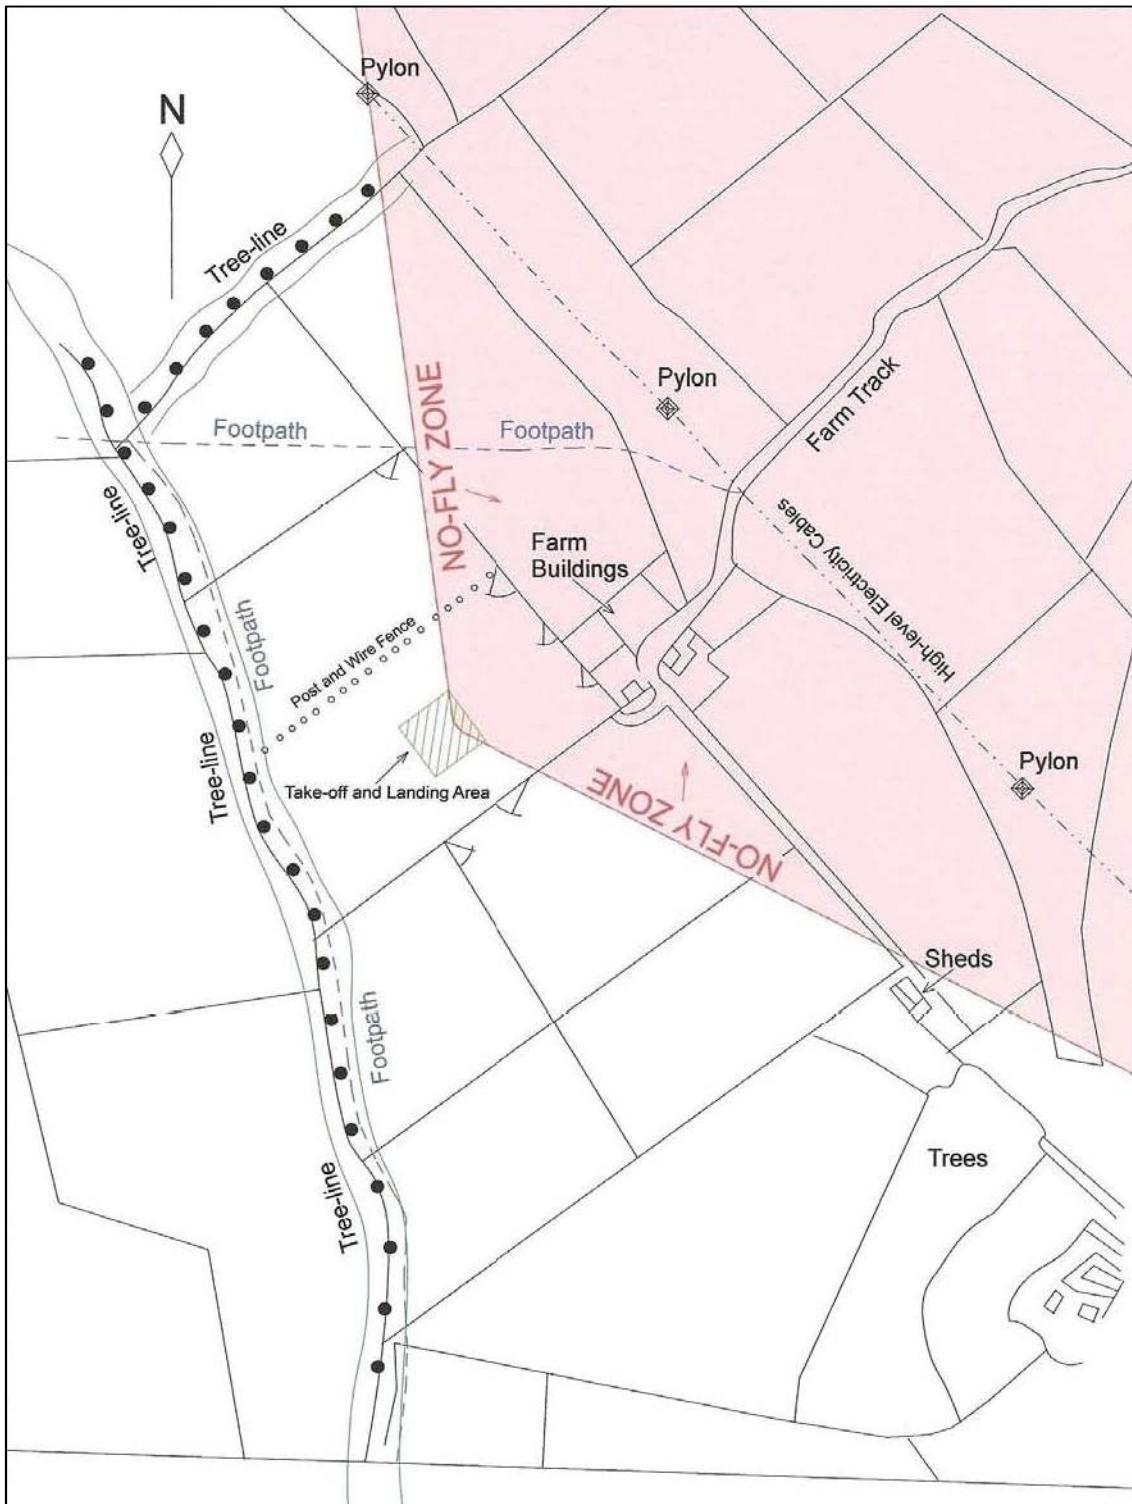 Pylon
N
Tree-line
Pylon
Farm Track
Footpath
Footpath
NO-FLY ZONE
Tree-line
High-level Electricity Cables
Farm
Buildings
Footpath
Post and Wire Fence
Tree-line
Pylon
Take-off and Landing Area
NO-FLY ZONE
Sheds
Footpath
Trees
Tree-line